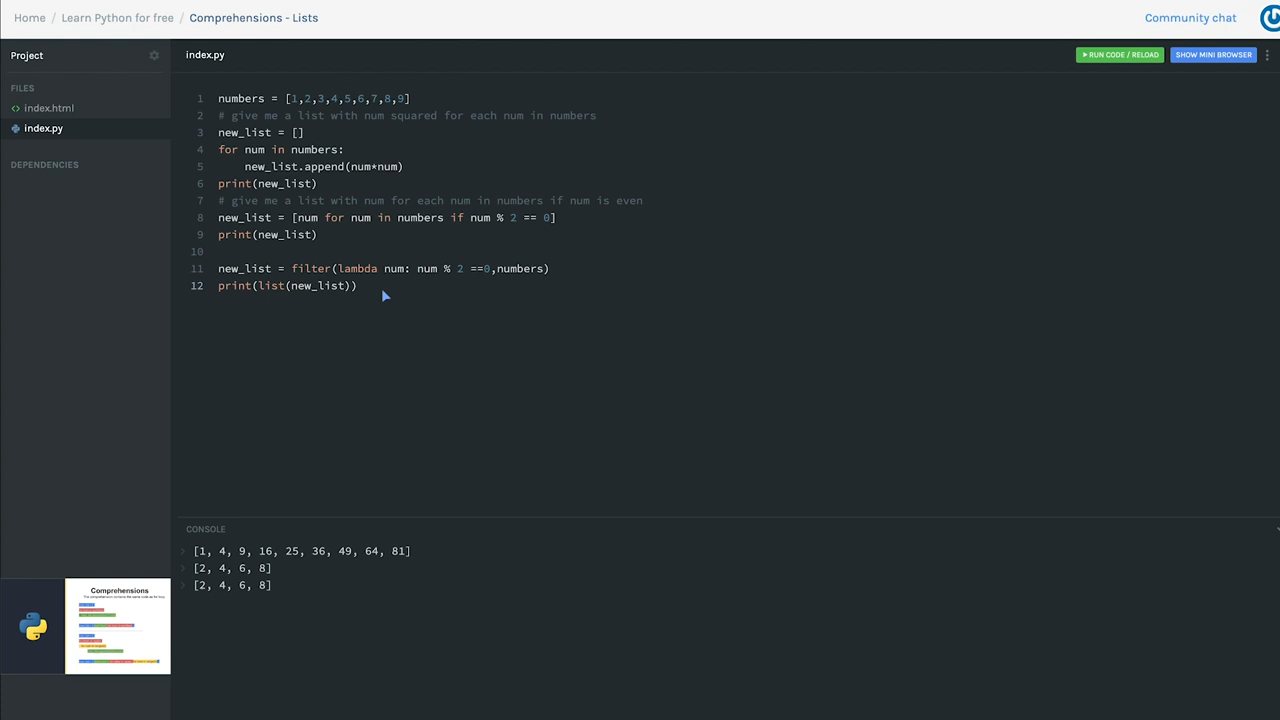 Home / Learn Python for free / Comprehensions - Lists
Community chat
Project
index.py
RUN CODE / RELOAD
SHOW MINI BROWSER
FILES
index.html
index.py
DEPENDENCIES
1 numbers = [1,2,3,4,5,6,7,8,9]
2 # give me a list with num squared for each num in numbers
3 new_list = []
4 for num in numbers:
5 new_list.append(num*num)
6 print(new_list)
7 # give me a list with num for each num in numbers if num is even
8 new_list = [num for num in numbers if num % 2 == 0]
9 print(new_list)
10
11 new_list = filter(lambda num: num % 2 ==0,numbers)
12 print(list(new_list))
CONSOLE
[1, 4, 9, 16, 25, 36, 49, 64, 81]
[2, 4, 6, 8]
[2, 4, 6, 8]
Comprehensions